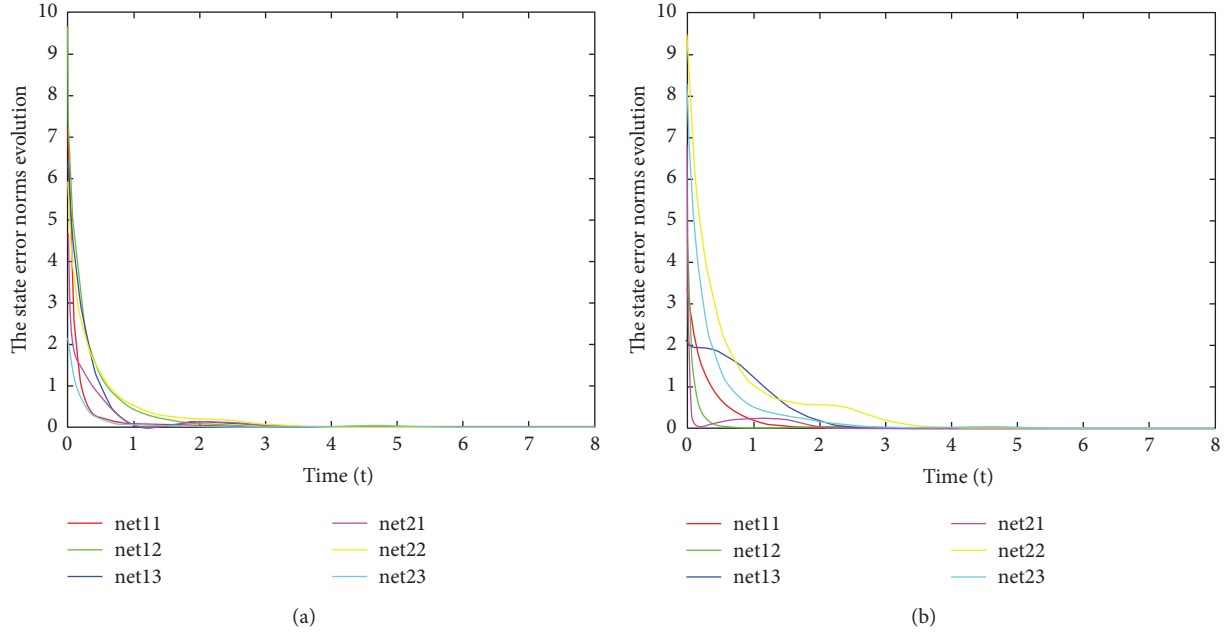 The state error norms evolution
10
9
8
7
6
5
4
3
2
1
0
0 1 2 3 4 5 6 7 8
Time (t)
net11
net12
net13
net21
net22
net23
(a)
The state error norms evolution
10
9
8
7
6
5
4
3
2
1
0
0 1 2 3 4 5 6 7 8
Time (t)
net11
net12
net13
net21
net22
net23
(b)